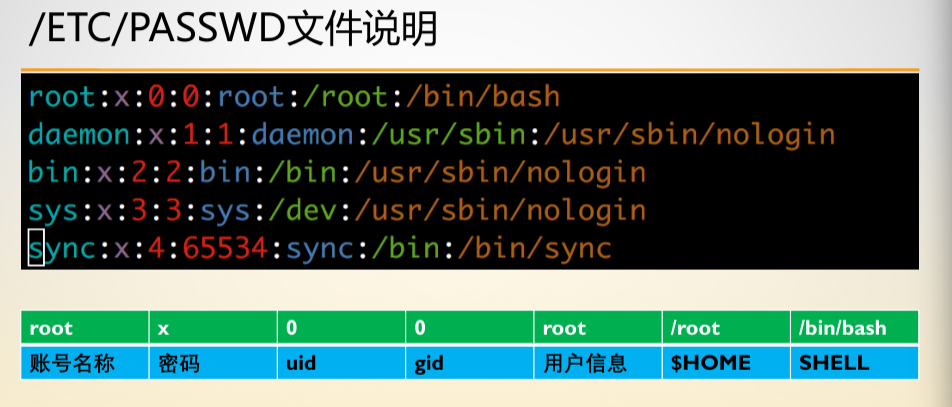 /ETC/PASSWD文件说明
root:x:0:0:root:/root:/bin/bash
daemon:x:1:1:daemon:/usr/sbin:/usr/sbin/nologin
bin:x:2:2:bin:/bin:/usr/sbin/nologin
sys:x:3:3:sys:/dev:/usr/sbin/nologin
sync:x:4:65534:sync:/bin:/bin/sync
root x 0 0 root /root /bin/bash
账号名称 密码 uid gid 用户信息 $HOME SHELL